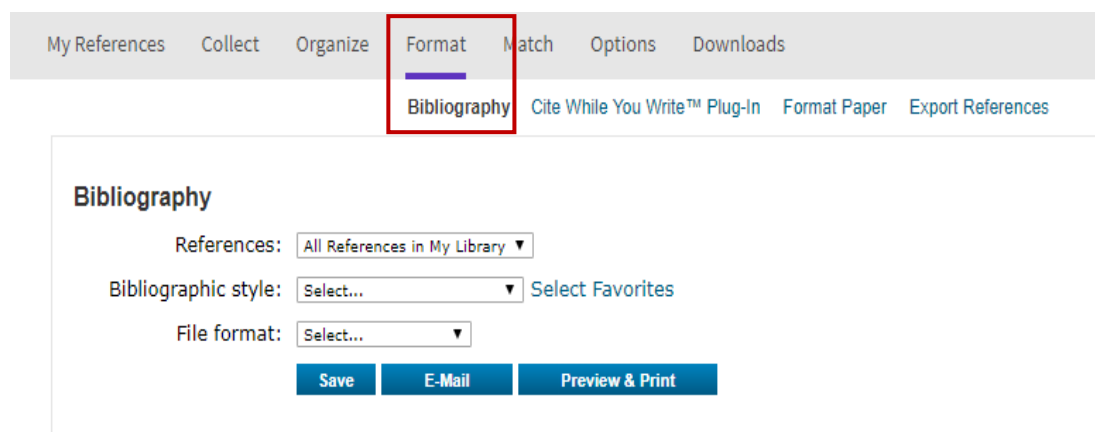 My References Collect Organize Format Match Options Downloads
Bibliography Cite While You Write™ Plug-In Format Paper Export References
Bibliography
References: All References in My Library ▼
Bibliographic style: Select... ▼ Select Favorites
File format: Select... ▼
Save E-Mail Preview & Print